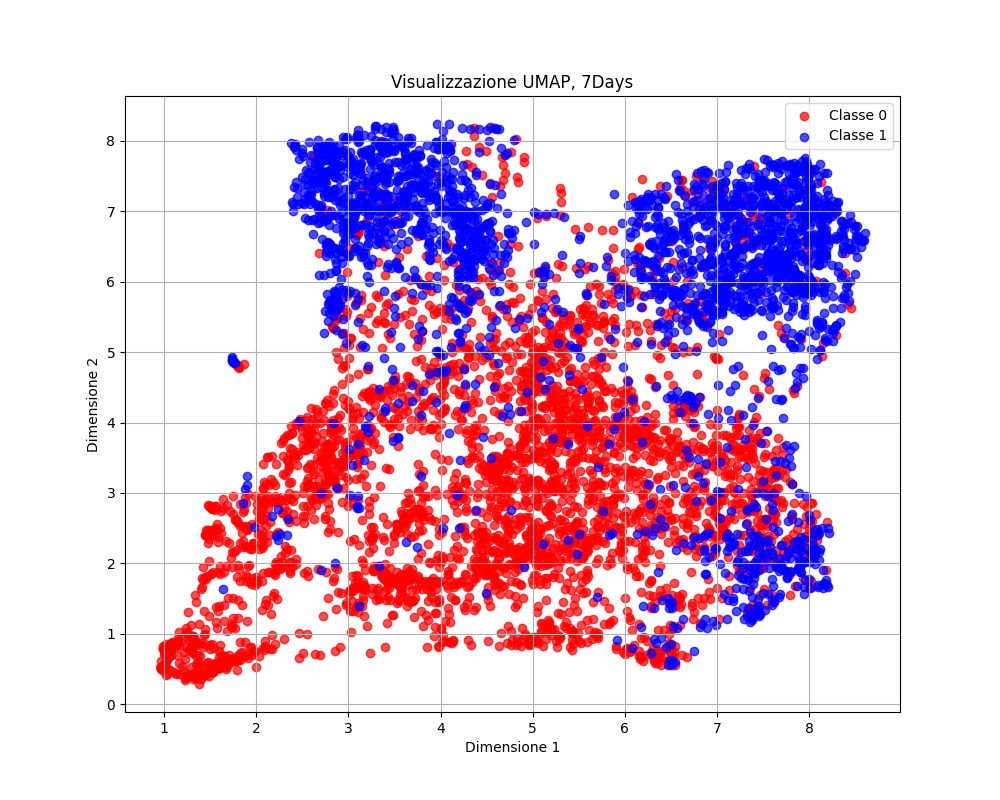 Visualizzazione UMAP, 7Days
Classe 0
Classe 1
Dimensione 2
8
7
6
5
4
3
2
1
0
1 2 3 4 5 6 7 8
Dimensione 1